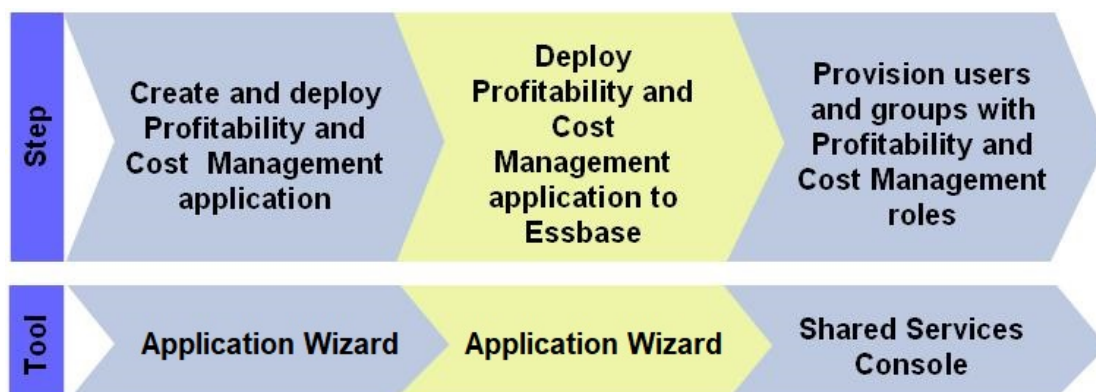 Step
Create and deploy
Profitability and
Cost Management
application
Deploy
Profitability and
Cost
Management
application to
Essbase
Provision users
and groups with
Profitability and
Cost Management
roles
Tool
Application Wizard
Application Wizard
Shared Services
Console